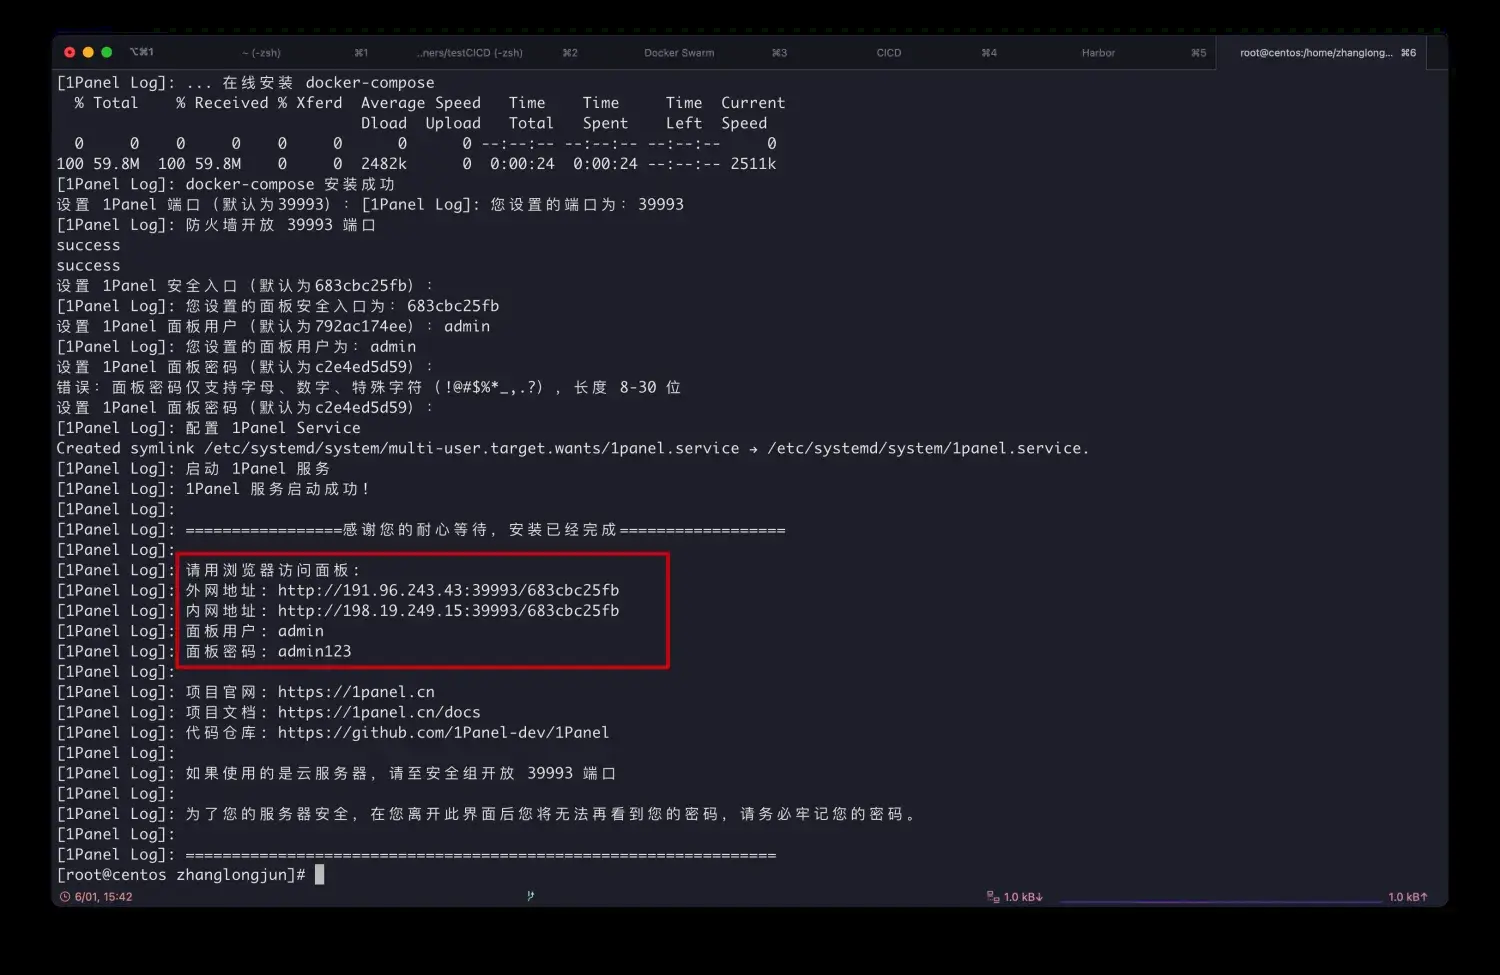 ⌥⌘1 ~ (-zsh) ⌘1 ..ners/testCICD (-zsh) ⌘2 Docker Swarm ⌘3 CICD ⌘4 Harbor ⌘5 root@centos:/home/zhanglong... ⌘6
[1Panel Log]: ... 在线安装 docker-compose
% Total % Received % Xferd Average Speed Time Time Time Current
Dload Upload Total Spent Left Speed
0 0 0 0 0 0 0 0 --:--:-- --:--:-- --:--:-- 0
100 59.8M 100 59.8M 0 0 2482k 0 0:00:24 0:00:24 --:--:-- 2511k
[1Panel Log]: docker-compose 安装成功
设置 1Panel 端口（默认为39993）：[1Panel Log]: 您设置的端口为：39993
[1Panel Log]: 防火墙开放 39993 端口
success
success
设置 1Panel 安全入口（默认为683cbc25fb）：
[1Panel Log]: 您设置的面板安全入口为：683cbc25fb
设置 1Panel 面板用户（默认为792ac174ee）：admin
[1Panel Log]: 您设置的面板用户为：admin
设置 1Panel 面板密码（默认为c2e4ed5d59）：
错误：面板密码仅支持字母、数字、特殊字符（!@#$%*_,.?），长度 8-30 位
设置 1Panel 面板密码（默认为c2e4ed5d59）：
[1Panel Log]: 配置 1Panel Service
Created symlink /etc/systemd/system/multi-user.target.wants/1panel.service → /etc/systemd/system/1panel.service.
[1Panel Log]: 启动 1Panel 服务
[1Panel Log]: 1Panel 服务启动成功!
[1Panel Log]:
[1Panel Log]: =================感谢您的耐心等待，安装已经完成==================
[1Panel Log]:
[1Panel Log]: 请用浏览器访问面板:
[1Panel Log]: 外网地址: http://191.96.243.43:39993/683cbc25fb
[1Panel Log]: 内网地址: http://198.19.249.15:39993/683cbc25fb
[1Panel Log]: 面板用户: admin
[1Panel Log]: 面板密码: admin123
[1Panel Log]:
[1Panel Log]: 项目官网: https://1panel.cn
[1Panel Log]: 项目文档: https://1panel.cn/docs
[1Panel Log]: 代码仓库: https://github.com/1Panel-dev/1Panel
[1Panel Log]:
[1Panel Log]: 如果使用的是云服务器，请至安全组开放 39993 端口
[1Panel Log]:
[1Panel Log]: 为了您的服务器安全，在您离开此界面后您将无法再看到您的密码，请务必牢记您的密码。
[1Panel Log]:
[1Panel Log]: ================================================================
[root@centos zhanglongjun]#
6/01, 15:42 1.0 kB↓ 1.0 kB↑